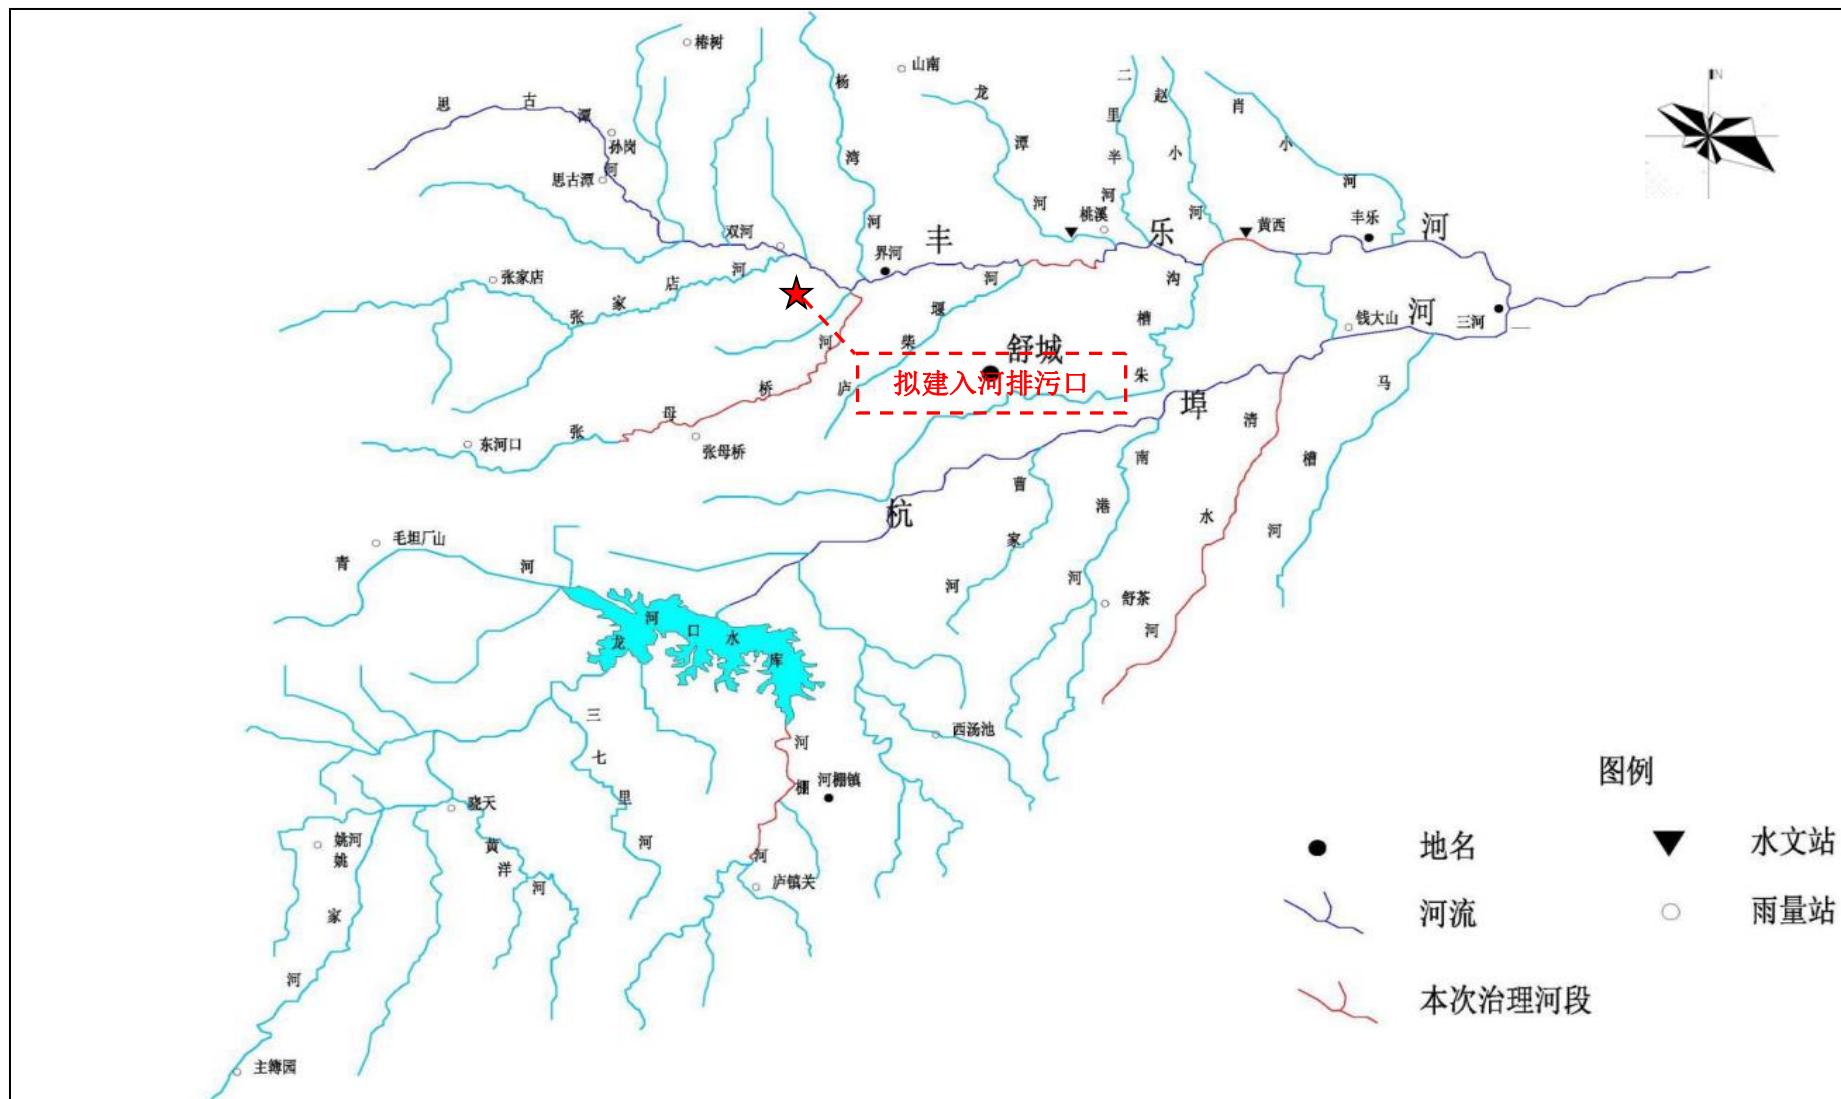 椿树
山南
N
思古潭河
孙岗
思古潭
杨湾河
龙潭河
二里半河
赵小河
肖小河
桃溪
黄西
丰乐
双河
界河
丰乐河
张家店
张家店河
柴堰河
庐
沟槽
朱
舒城
拟建入河排污口
钱大山
三河
张母桥河
东河口
张母桥
杭埠河
曹家河
南港河
清水河
马槽河
舒茶
毛坦厂山
青河
龙河口水库
三七里河
西汤池
河棚河
河棚镇
庐镇关
晓天
黄洋河
姚河
姚家河
主簿园
图例
地名
水文站
河流
雨量站
本次治理河段